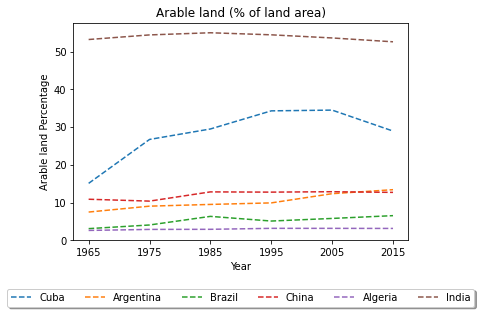 Arable land (% of land area)
Arable land Percentage
50
40
30
20
10
0
1965 1975 1985 1995 2005 2015
Year
Cuba Argentina Brazil China Algeria India